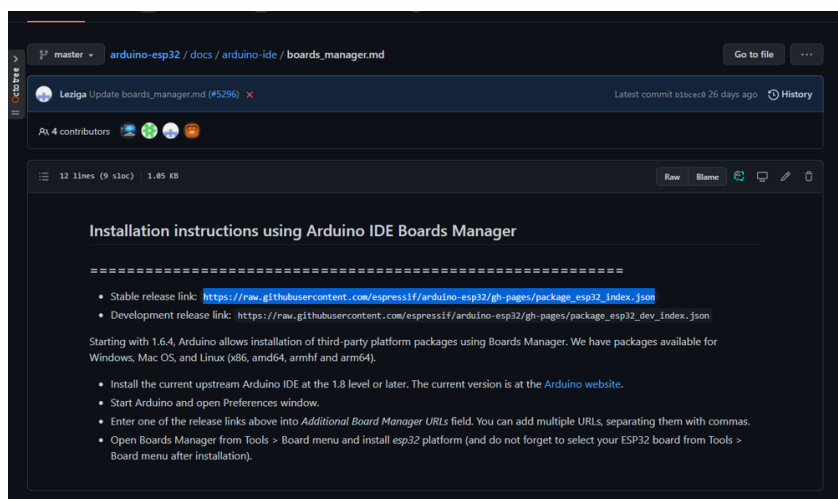 Octotree
master
arduino-esp32 / docs / arduino-ide / boards_manager.md
Go to file
...
Leziga Update boards_manager.md (#5296)
Latest commit b1bcec0 26 days ago
History
4 contributors
12 lines (9 sloc) 1.05 KB
Raw
Blame
Installation instructions using Arduino IDE Boards Manager
==========================================================
• Stable release link: https://raw.githubusercontent.com/espressif/arduino-esp32/gh-pages/package_esp32_index.json
• Development release link: https://raw.githubusercontent.com/espressif/arduino-esp32/gh-pages/package_esp32_dev_index.json
Starting with 1.6.4, Arduino allows installation of third-party platform packages using Boards Manager. We have packages available for
Windows, Mac OS, and Linux (x86, amd64, armhf and arm64).
• Install the current upstream Arduino IDE at the 1.8 level or later. The current version is at the Arduino website.
• Start Arduino and open Preferences window.
• Enter one of the release links above into Additional Board Manager URLs field. You can add multiple URLs, separating them with commas.
• Open Boards Manager from Tools > Board menu and install esp32 platform (and do not forget to select your ESP32 board from Tools >
Board menu after installation).